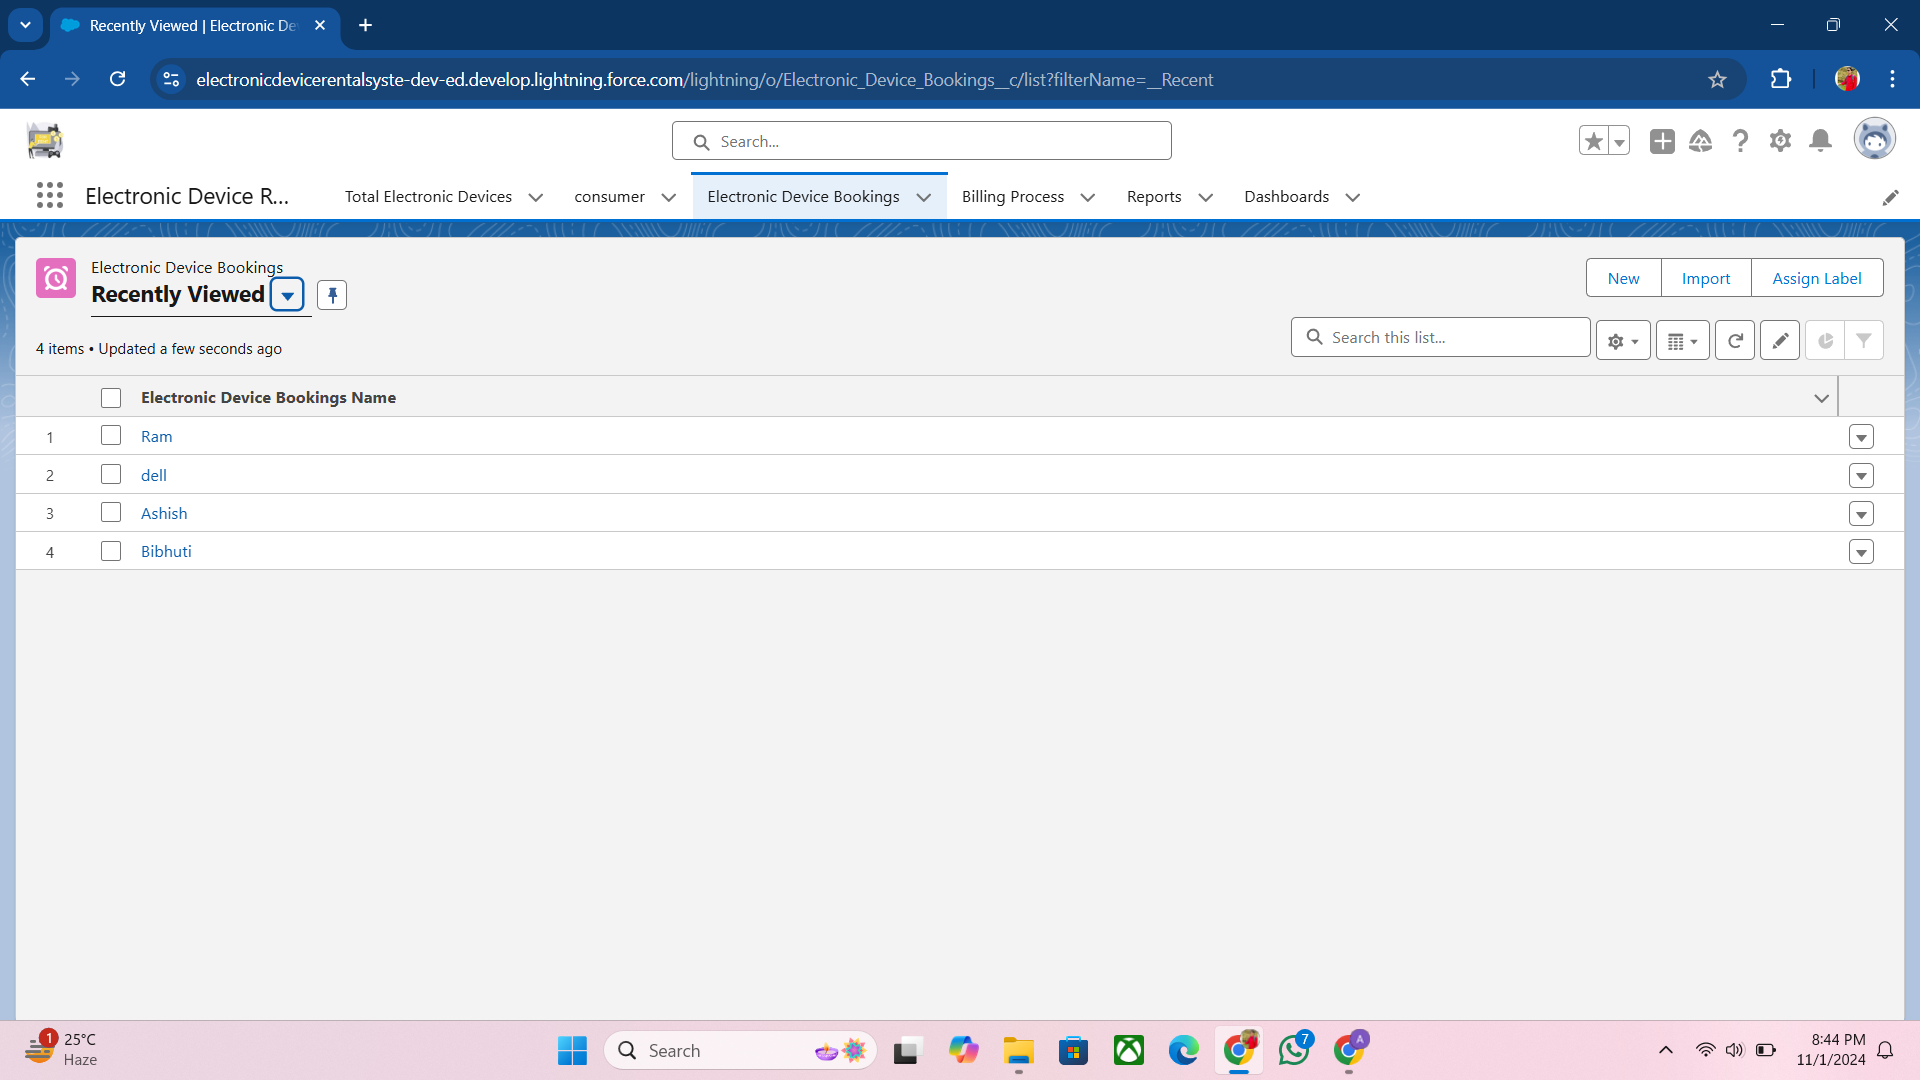 Recently Viewed | Electronic De
electronicdevicerentalsyste-dev-ed.develop.lightning.force.com/lightning/o/Electronic_Device_Bookings__c/list?filterName=__Recent
Search...
Electronic Device R...
Total Electronic Devices
consumer
Electronic Device Bookings
Billing Process
Reports
Dashboards
Electronic Device Bookings
Recently Viewed
New
Import
Assign Label
4 items • Updated a few seconds ago
Search this list...
Electronic Device Bookings Name
1 Ram
2 dell
3 Ashish
4 Bibhuti
1
25°C
Haze
Search
7
A
8:44 PM
11/1/2024